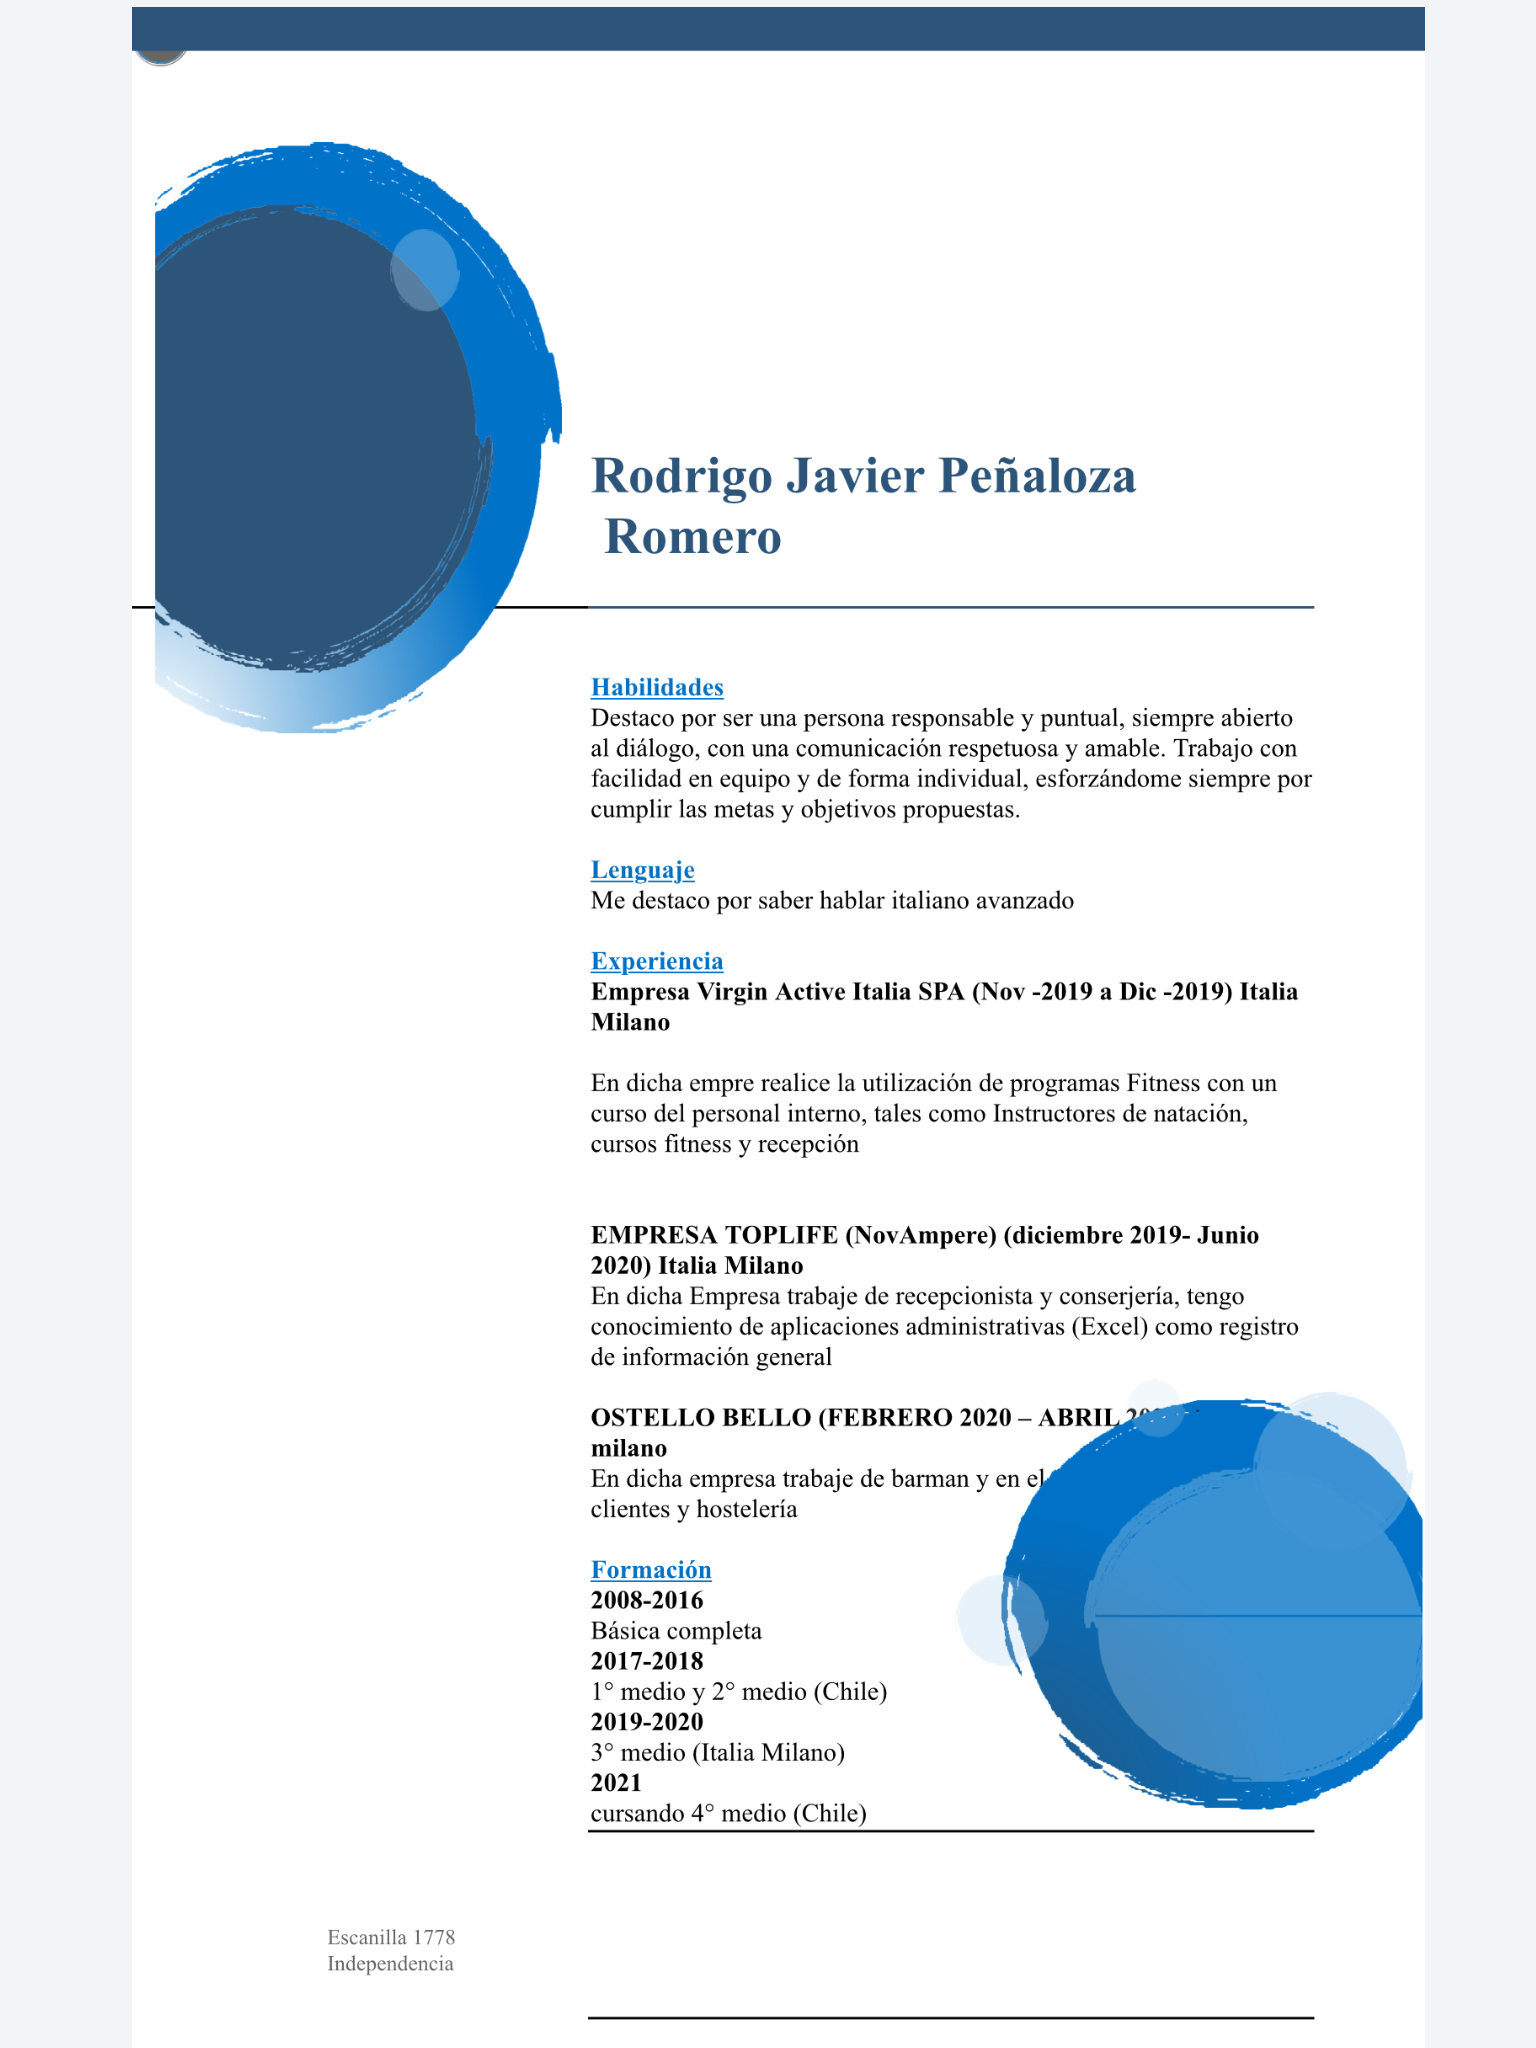 Rodrigo Javier Peñaloza
Romero
Habilidades
Destaco por ser una persona responsable y puntual, siempre abierto
al diálogo, con una comunicación respetuosa y amable. Trabajo con
facilidad en equipo y de forma individual, esforzándome siempre por
cumplir las metas y objetivos propuestas.
Lenguaje
Me destaco por saber hablar italiano avanzado
Experiencia
Empresa Virgin Active Italia SPA (Nov -2019 a Dic -2019) Italia
Milano
En dicha empre realice la utilización de programas Fitness con un
curso del personal interno, tales como Instructores de natación,
cursos fitness y recepción
EMPRESA TOPLIFE (NovAmpere) (diciembre 2019- Junio
2020) Italia Milano
En dicha Empresa trabaje de recepcionista y conserjería, tengo
conocimiento de aplicaciones administrativas (Excel) como registro
de información general
OSTELLO BELLO (FEBRERO 2020 – ABRIL
milano
En dicha empresa trabaje de barman y en el
clientes y hostelería
Formación
2008-2016
Básica completa
2017-2018
1° medio y 2° medio (Chile)
2019-2020
3° medio (Italia Milano)
2021
cursando 4° medio (Chile)
Escanilla 1778
Independencia